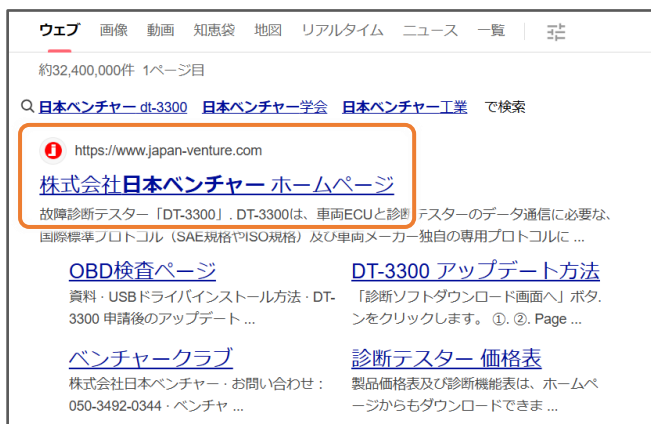 ウェブ 画像 動画 知恵袋 地図 リアルタイム ニュース 一覧
約32,400,000件 1ページ目
日本ベンチャー dt-3300 日本ベンチャー学会 日本ベンチャー工業 で検索
https://www.japan-venture.com
株式会社日本ベンチャー ホームページ
故障診断テスター「DT-3300」. DT-3300は、車両ECUと診断テスターのデータ通信に必要な、
国際標準プロトコル（SAE規格やISO規格）及び車両メーカー独自の専用プロトコルに ...
OBD検査ページ
資料・USBドライバインストール方法・DT-
3300 申請後のアップデート ...
DT-3300 アップデート方法
「診断ソフトダウンロード画面へ」ボタ.
ンをクリックします。 ①. ②. Page ...
ベンチャークラブ
株式会社日本ベンチャー・お問い合わせ：
050-3492-0344・ベンチャ ...
診断テスター 価格表
製品価格表及び診断機能表は、ホームペ
ージからもダウンロードできま ...